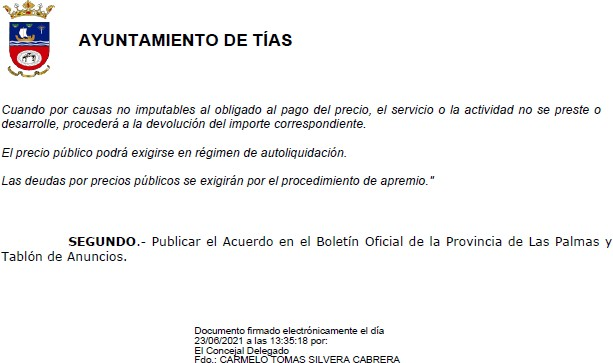 AYUNTAMIENTO DE TÍAS
Cuando por causas no imputables al obligado al pago del precio, el servicio o la actividad no se preste o
desarrolle, procederá a la devolución del importe correspondiente.
El precio público podrá exigirse en régimen de autoliquidación.
Las deudas por precios públicos se exigirán por el procedimiento de apremio."
SEGUNDO.- Publicar el Acuerdo en el Boletín Oficial de la Provincia de Las Palmas y
Tablón de Anuncios.
Documento firmado electrónicamente el día
23/06/2021 a las 13:35:18 por:
El Concejal Delegado
Fdo.: CARMELO TOMAS SILVERA CABRERA